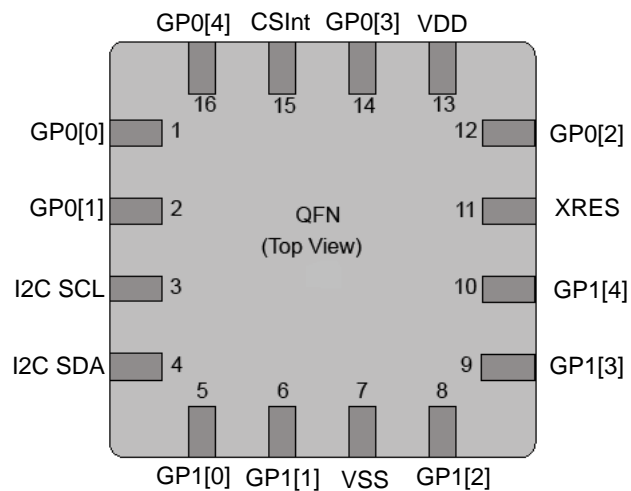 GP0[4] CSInt GP0[3] VDD
16 15 14 13
GP0[0] 1 12 GP0[2]
GP0[1] 2 11 XRES
QFN
(Top View)
I2C SCL 3 10 GP1[4]
I2C SDA 4 9 GP1[3]
5 6 7 8
GP1[0] GP1[1] VSS GP1[2]